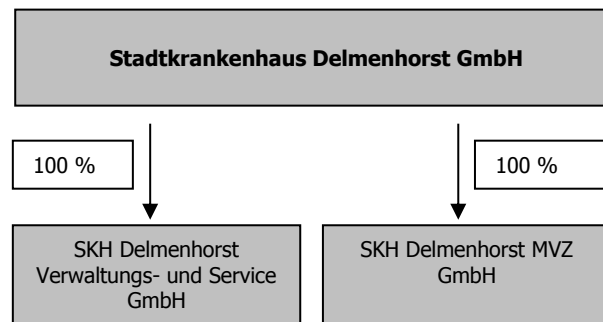 Stadtkrankenhaus Delmenhorst GmbH
100 %
100 %
SKH Delmenhorst
Verwaltungs- und Service
GmbH
SKH Delmenhorst MVZ
GmbH